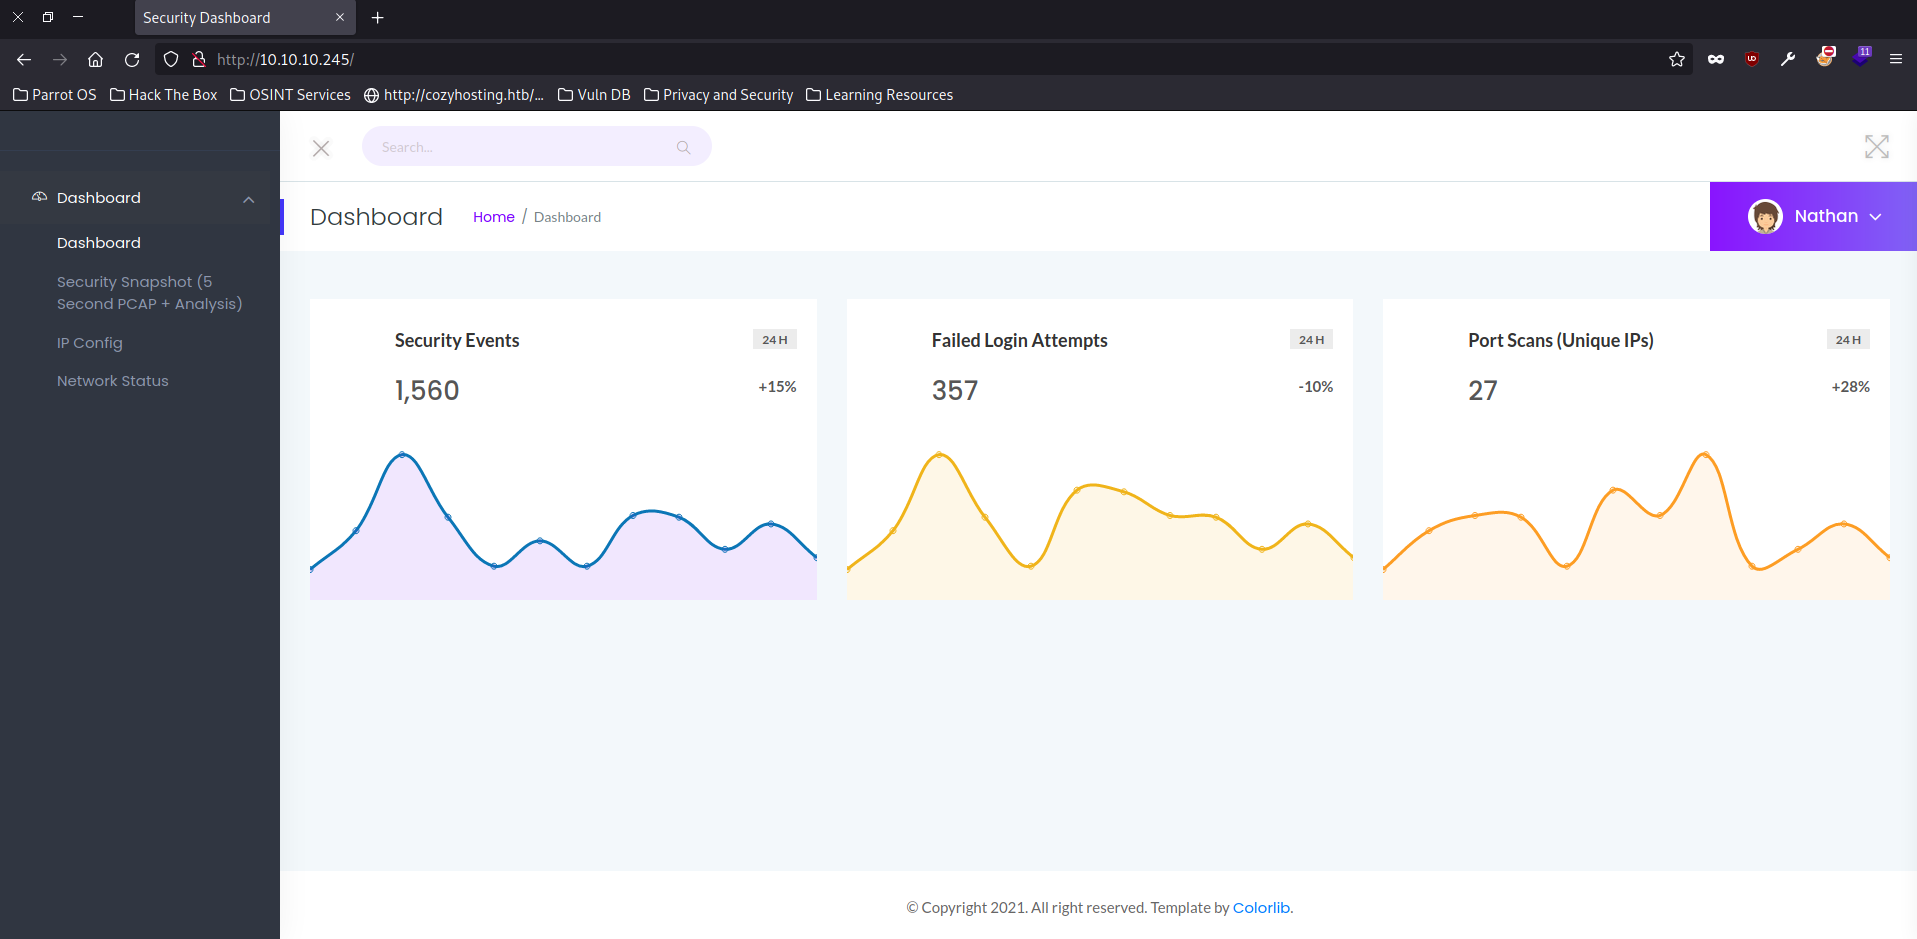 Security Dashboard
http://10.10.10.245/
11
Parrot OS
Hack The Box
OSINT Services
http://cozyhosting.htb/...
Vuln DB
Privacy and Security
Learning Resources
Search...
Dashboard
Dashboard
Security Snapshot (5
Second PCAP + Analysis)
IP Config
Network Status
Dashboard
Home / Dashboard
Nathan
Security Events
24 H
1,560
+15%
Failed Login Attempts
24 H
357
-10%
Port Scans (Unique IPs)
24 H
27
+28%
© Copyright 2021. All right reserved. Template by Colorlib.